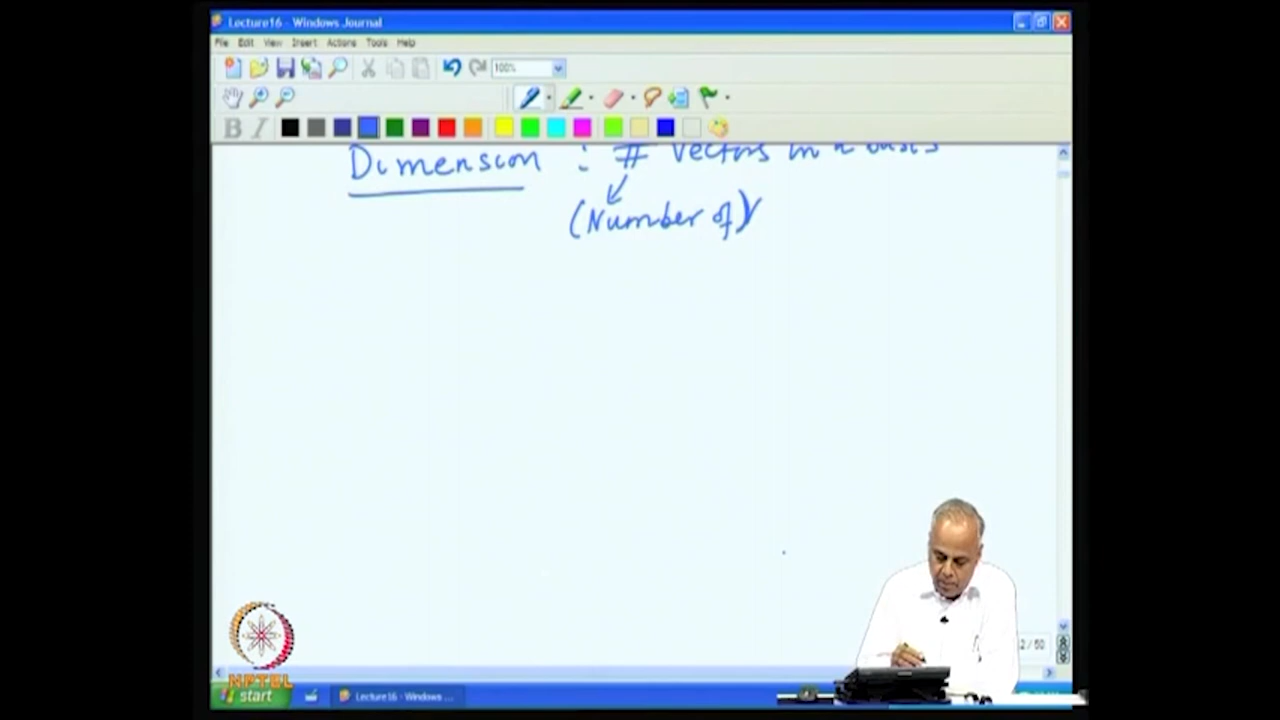 Lecture16 - Windows Journal
File Edit View Insert Actions Tools Help
100%
B I
Dimension : # vectors in a basis
(Number of)
2 / 50
NPTEL
start Lecture16 - Windows ...